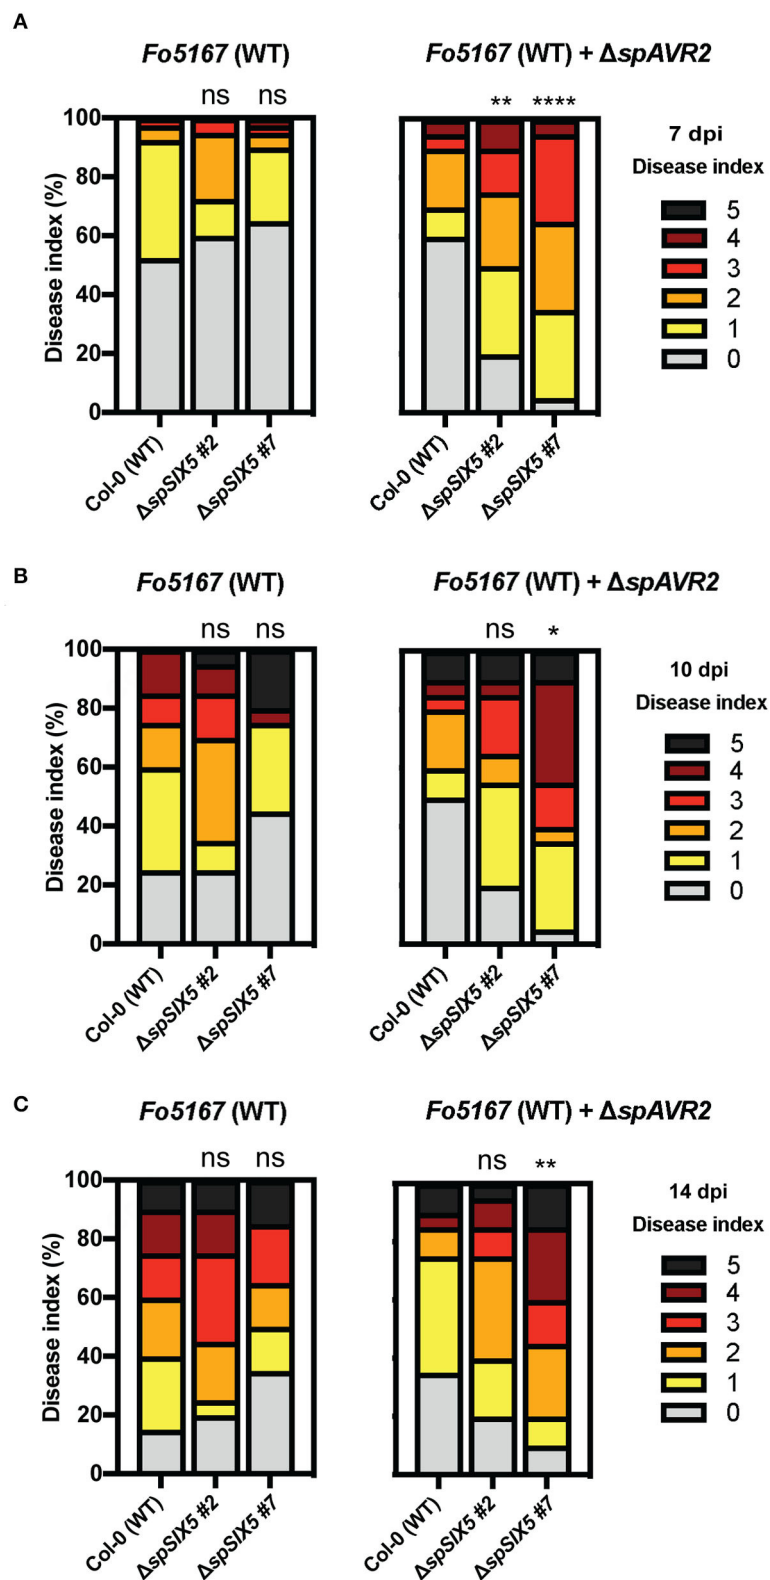 A
Fo5167 (WT)
Fo5167 (WT) + ΔspAVR2
ns ns
** ****
7 dpi
Disease index
5
4
3
2
1
0
Disease index (%)
100
80
60
40
20
0
Col-0 (WT)
ΔspSIX5 #2
ΔspSIX5 #7
Col-0 (WT)
ΔspSIX5 #2
ΔspSIX5 #7
B
Fo5167 (WT)
Fo5167 (WT) + ΔspAVR2
ns ns
ns *
10 dpi
Disease index
5
4
3
2
1
0
Disease index (%)
100
80
60
40
20
0
Col-0 (WT)
ΔspSIX5 #2
ΔspSIX5 #7
Col-0 (WT)
ΔspSIX5 #2
ΔspSIX5 #7
C
Fo5167 (WT)
Fo5167 (WT) + ΔspAVR2
ns ns
ns **
14 dpi
Disease index
5
4
3
2
1
0
Disease index (%)
100
80
60
40
20
0
Col-0 (WT)
ΔspSIX5 #2
ΔspSIX5 #7
Col-0 (WT)
ΔspSIX5 #2
ΔspSIX5 #7